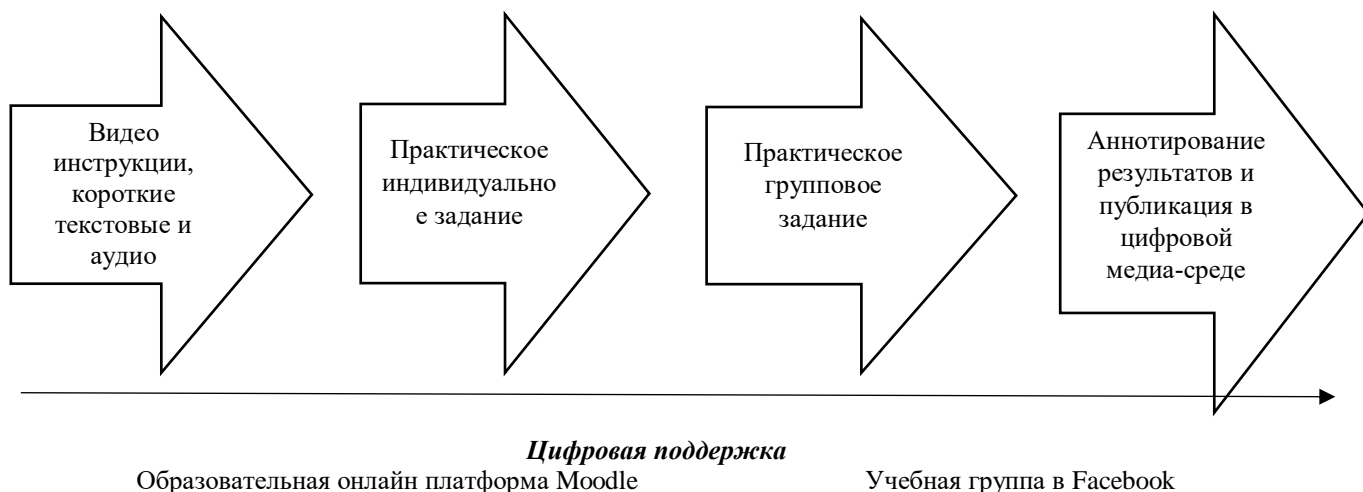 Видео
инструкции,
короткие
текстовые и
аудио
Практическое
индивидуально
е задание
Практическое
групповое
задание
Аннотирование
результатов и
публикация в
цифровой
медиа-среде
Цифровая поддержка
Образовательная онлайн платформа Moodle
Учебная группа в Facebook